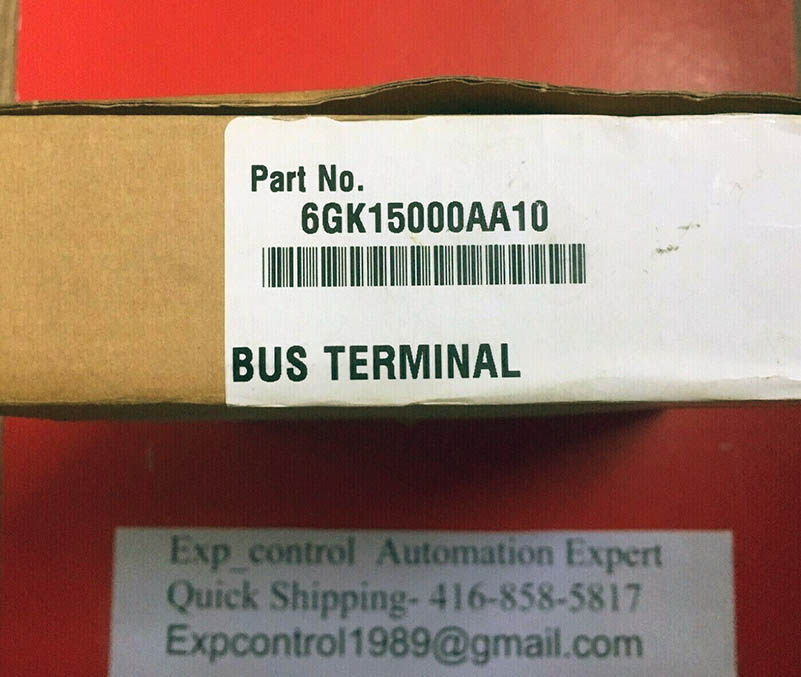 Part No.
6GK15000AA10
BUS TERMINAL
Exp_control Automation Expert
Quick Shipping- 416-858-5817
Expcontrol1989@gmail.com